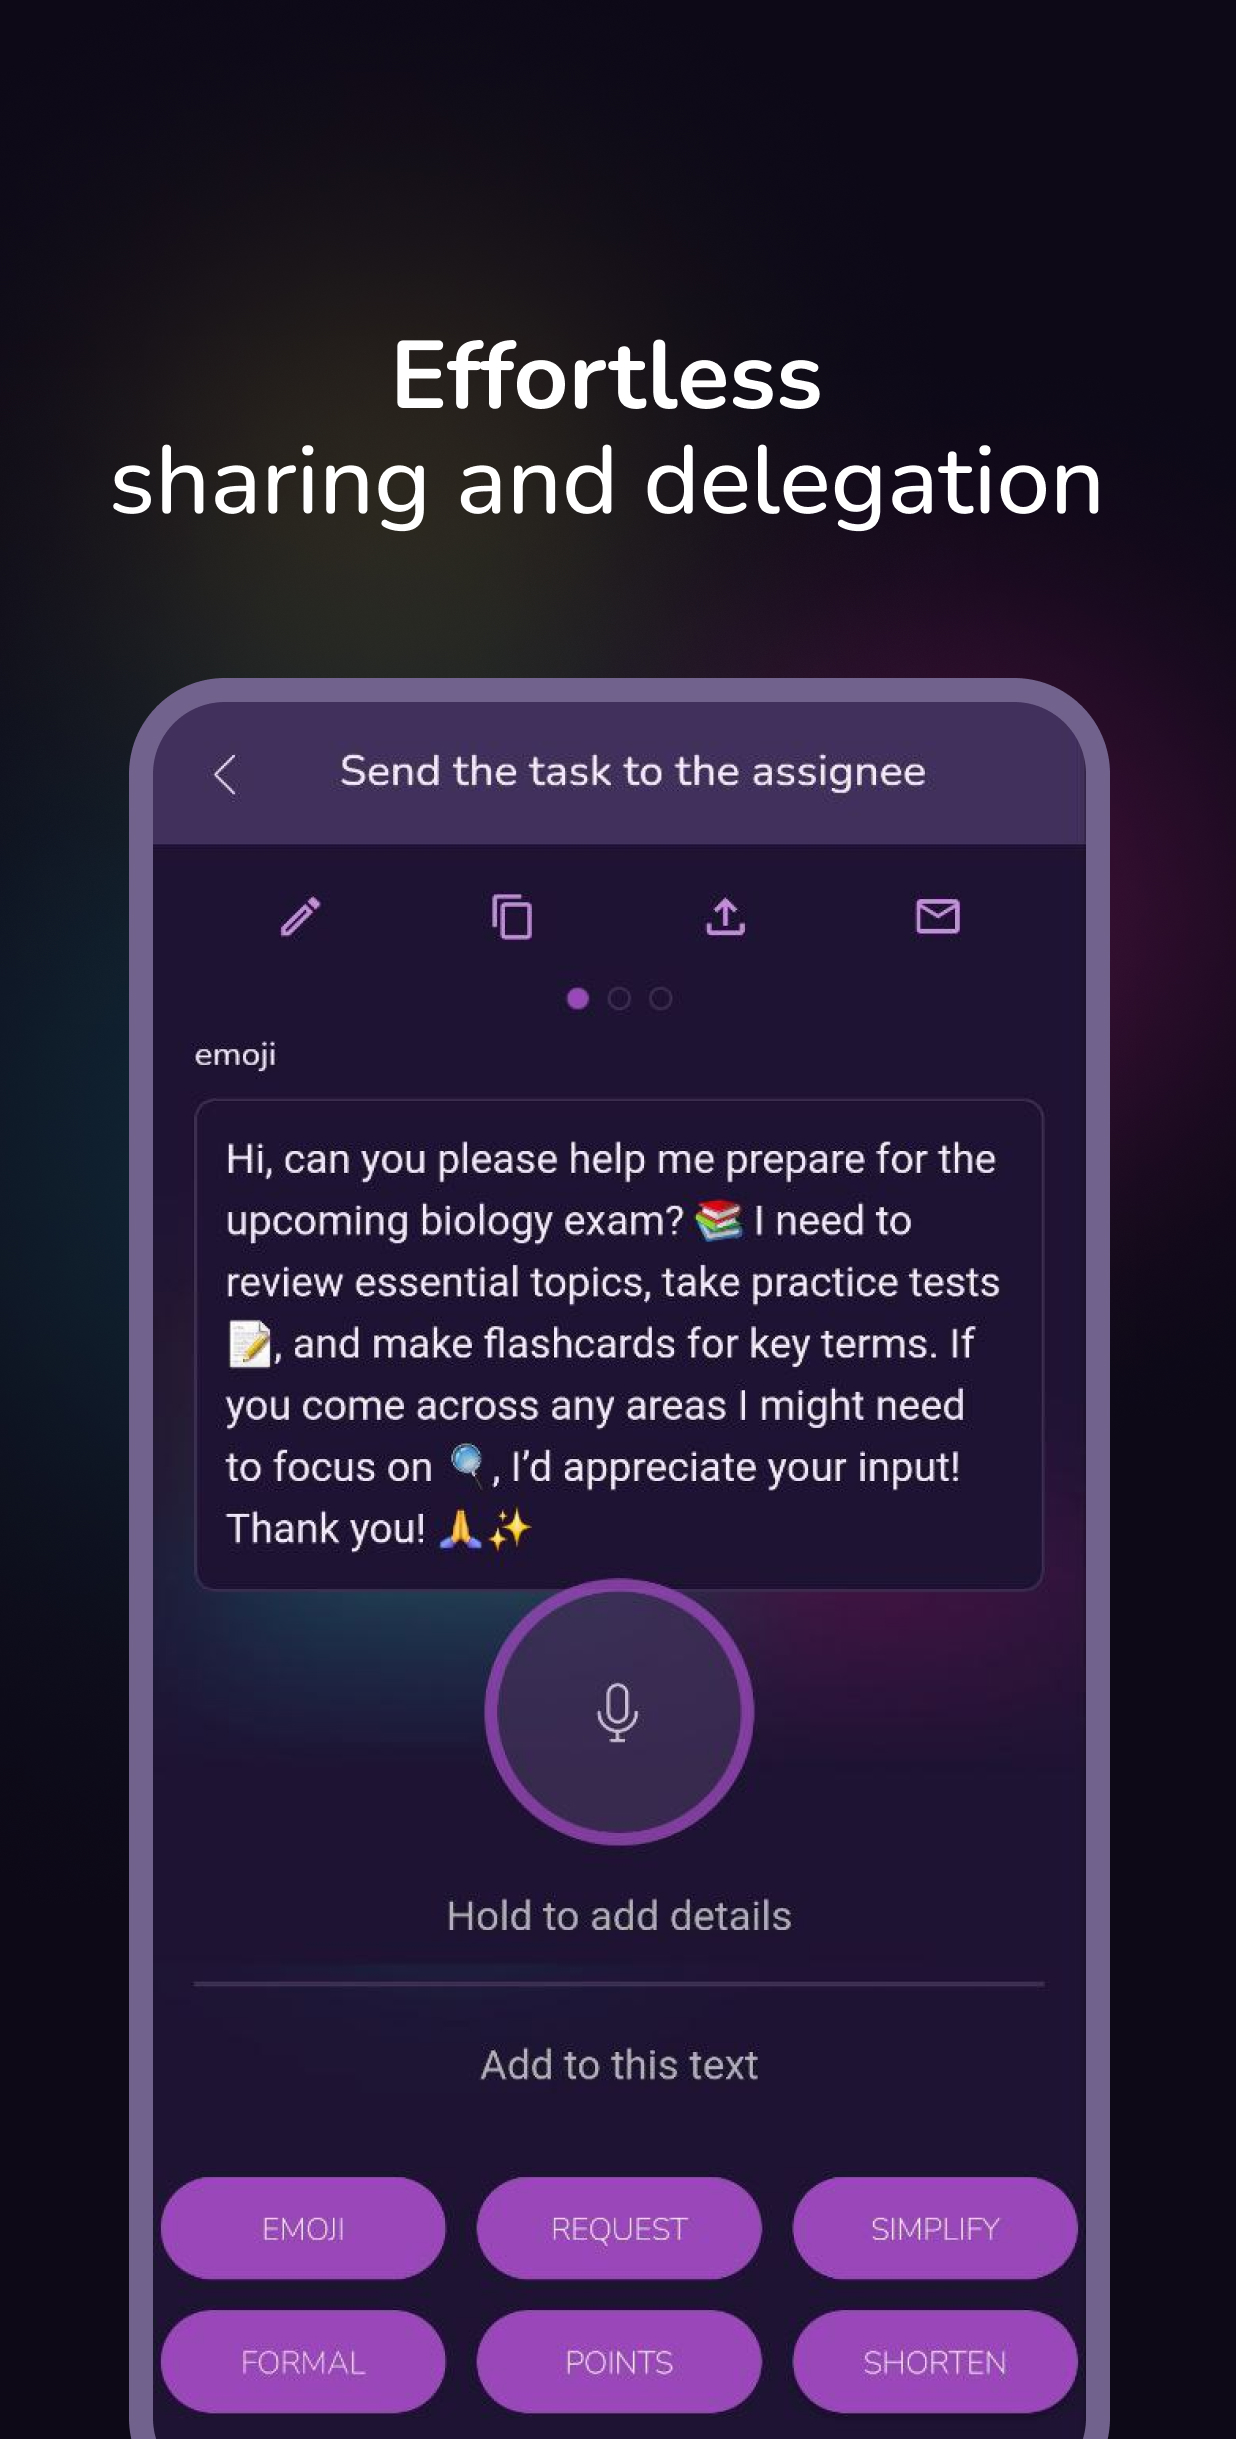 Effortless
sharing and delegation
Send the task to the assignee
emoji
Hi, can you please help me prepare for the
upcoming biology exam? 📚 I need to
review essential topics, take practice tests
📝, and make flashcards for key terms. If
you come across any areas I might need
to focus on 🔍, I’d appreciate your input!
Thank you! 🙏✨
Hold to add details
Add to this text
EMOJI REQUEST SIMPLIFY
FORMAL POINTS SHORTEN